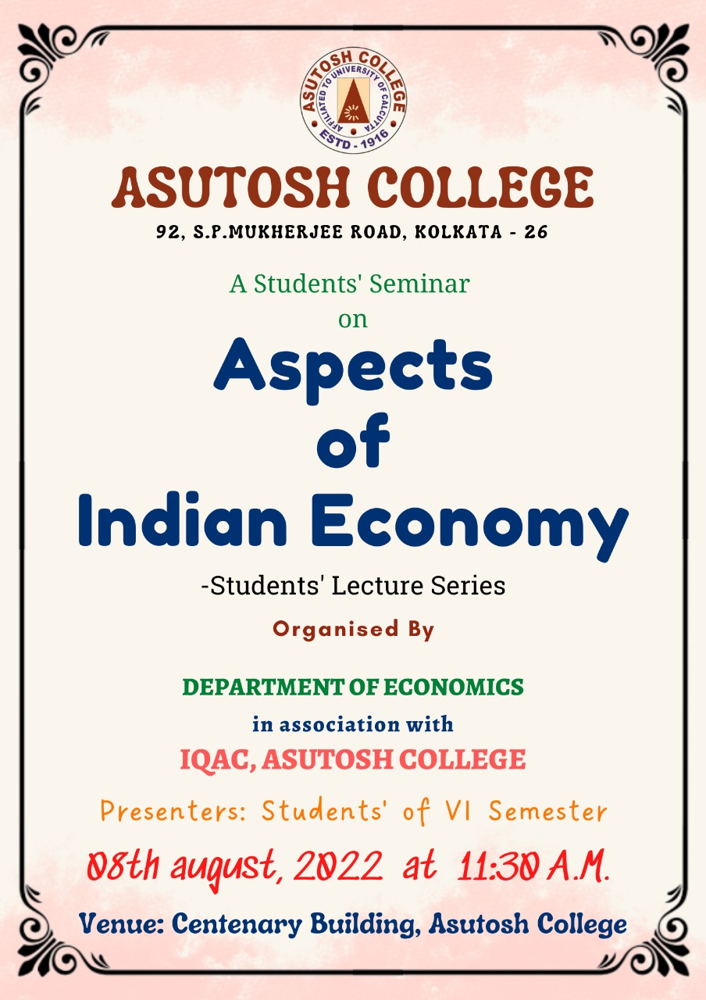 ASUTOSH COLLEGE
AFFILIATED TO UNIVERSITY OF CALCUTTA
ESTD - 1916
ASUTOSH COLLEGE
92, S.P.MUKHERJEE ROAD, KOLKATA - 26
A Students' Seminar
on
Aspects
of
Indian Economy
-Students' Lecture Series
Organised By
DEPARTMENT OF ECONOMICS
in association with
IQAC, ASUTOSH COLLEGE
Presenters: Students' of VI Semester
08th august, 2022 at 11:30 A.M.
Venue: Centenary Building, Asutosh College